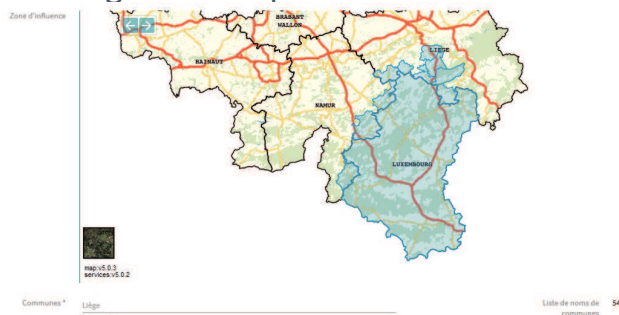 Zone d'influence
BRABANT
WALLON
LIEGE
HAINAUT
NAMUR
LUXEMBOURG
map:v5.0.3
services:v5.0.2
Communes *
Liège
Liste de noms de
communes
54